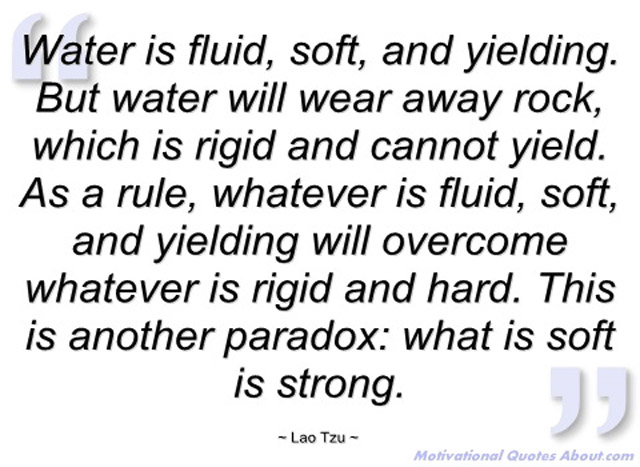 Water is fluid, soft, and yielding.
But water will wear away rock,
which is rigid and cannot yield.
As a rule, whatever is fluid, soft,
and yielding will overcome
whatever is rigid and hard. This
is another paradox: what is soft
is strong.
~ Lao Tzu ~
Motivational Quotes About.com